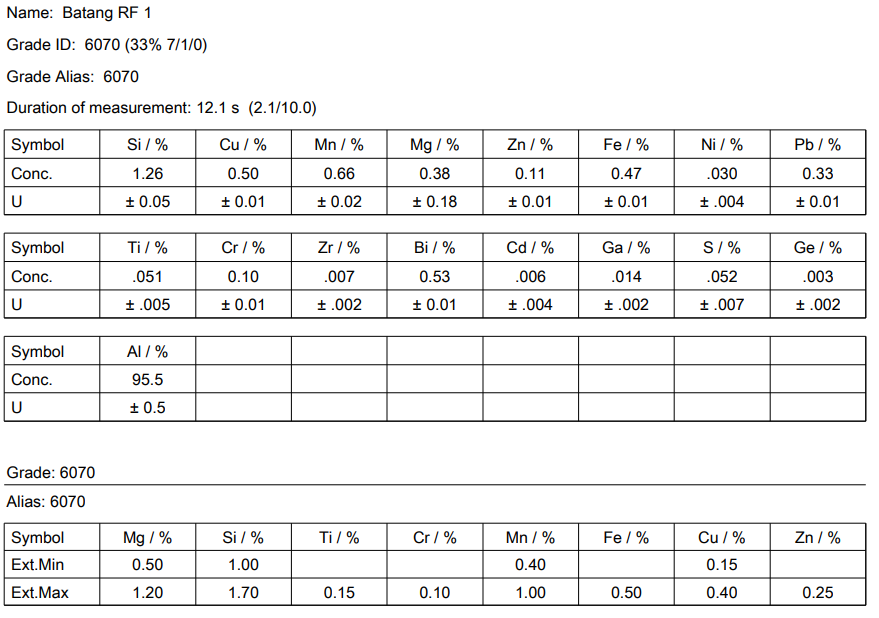 Name: Batang RF 1
Grade ID: 6070 (33% 7/1/0)
Grade Alias: 6070
Duration of measurement: 12.1 s (2.1/10.0)
Symbol Si / % Cu / % Mn / % Mg / % Zn / % Fe / % Ni / % Pb / %
Conc. 1.26 0.50 0.66 0.38 0.11 0.47 .030 0.33
U ± 0.05 ± 0.01 ± 0.02 ± 0.18 ± 0.01 ± 0.01 ± .004 ± 0.01
Symbol Ti / % Cr / % Zr / % Bi / % Cd / % Ga / % S / % Ge / %
Conc. .051 0.10 .007 0.53 .006 .014 .052 .003
U ± .005 ± 0.01 ± .002 ± 0.01 ± .004 ± .002 ± .007 ± .002
Symbol Al / %
Conc. 95.5
U ± 0.5
Grade: 6070
Alias: 6070
Symbol Mg / % Si / % Ti / % Cr / % Mn / % Fe / % Cu / % Zn / %
Ext.Min 0.50 1.00 0.40 0.15
Ext.Max 1.20 1.70 0.15 0.10 1.00 0.50 0.40 0.25